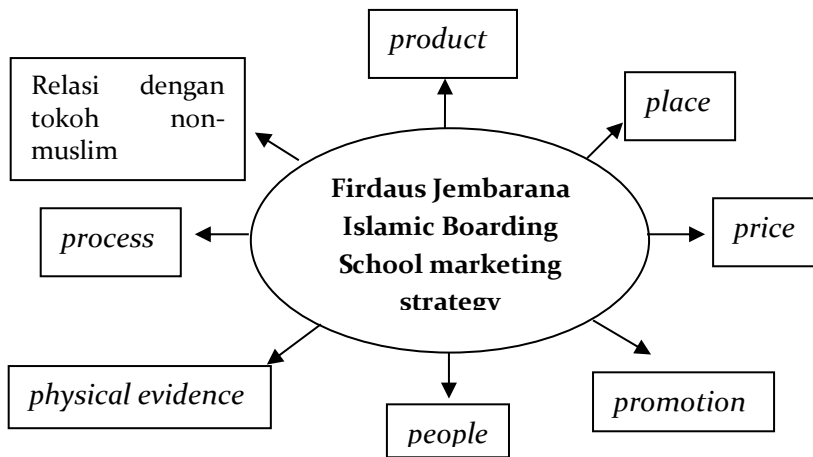 product
Relasi dengan
tokoh non-
muslim
place
Firdaus Jembarana
Islamic Boarding
School marketing
strategy
process
price
physical evidence
promotion
people